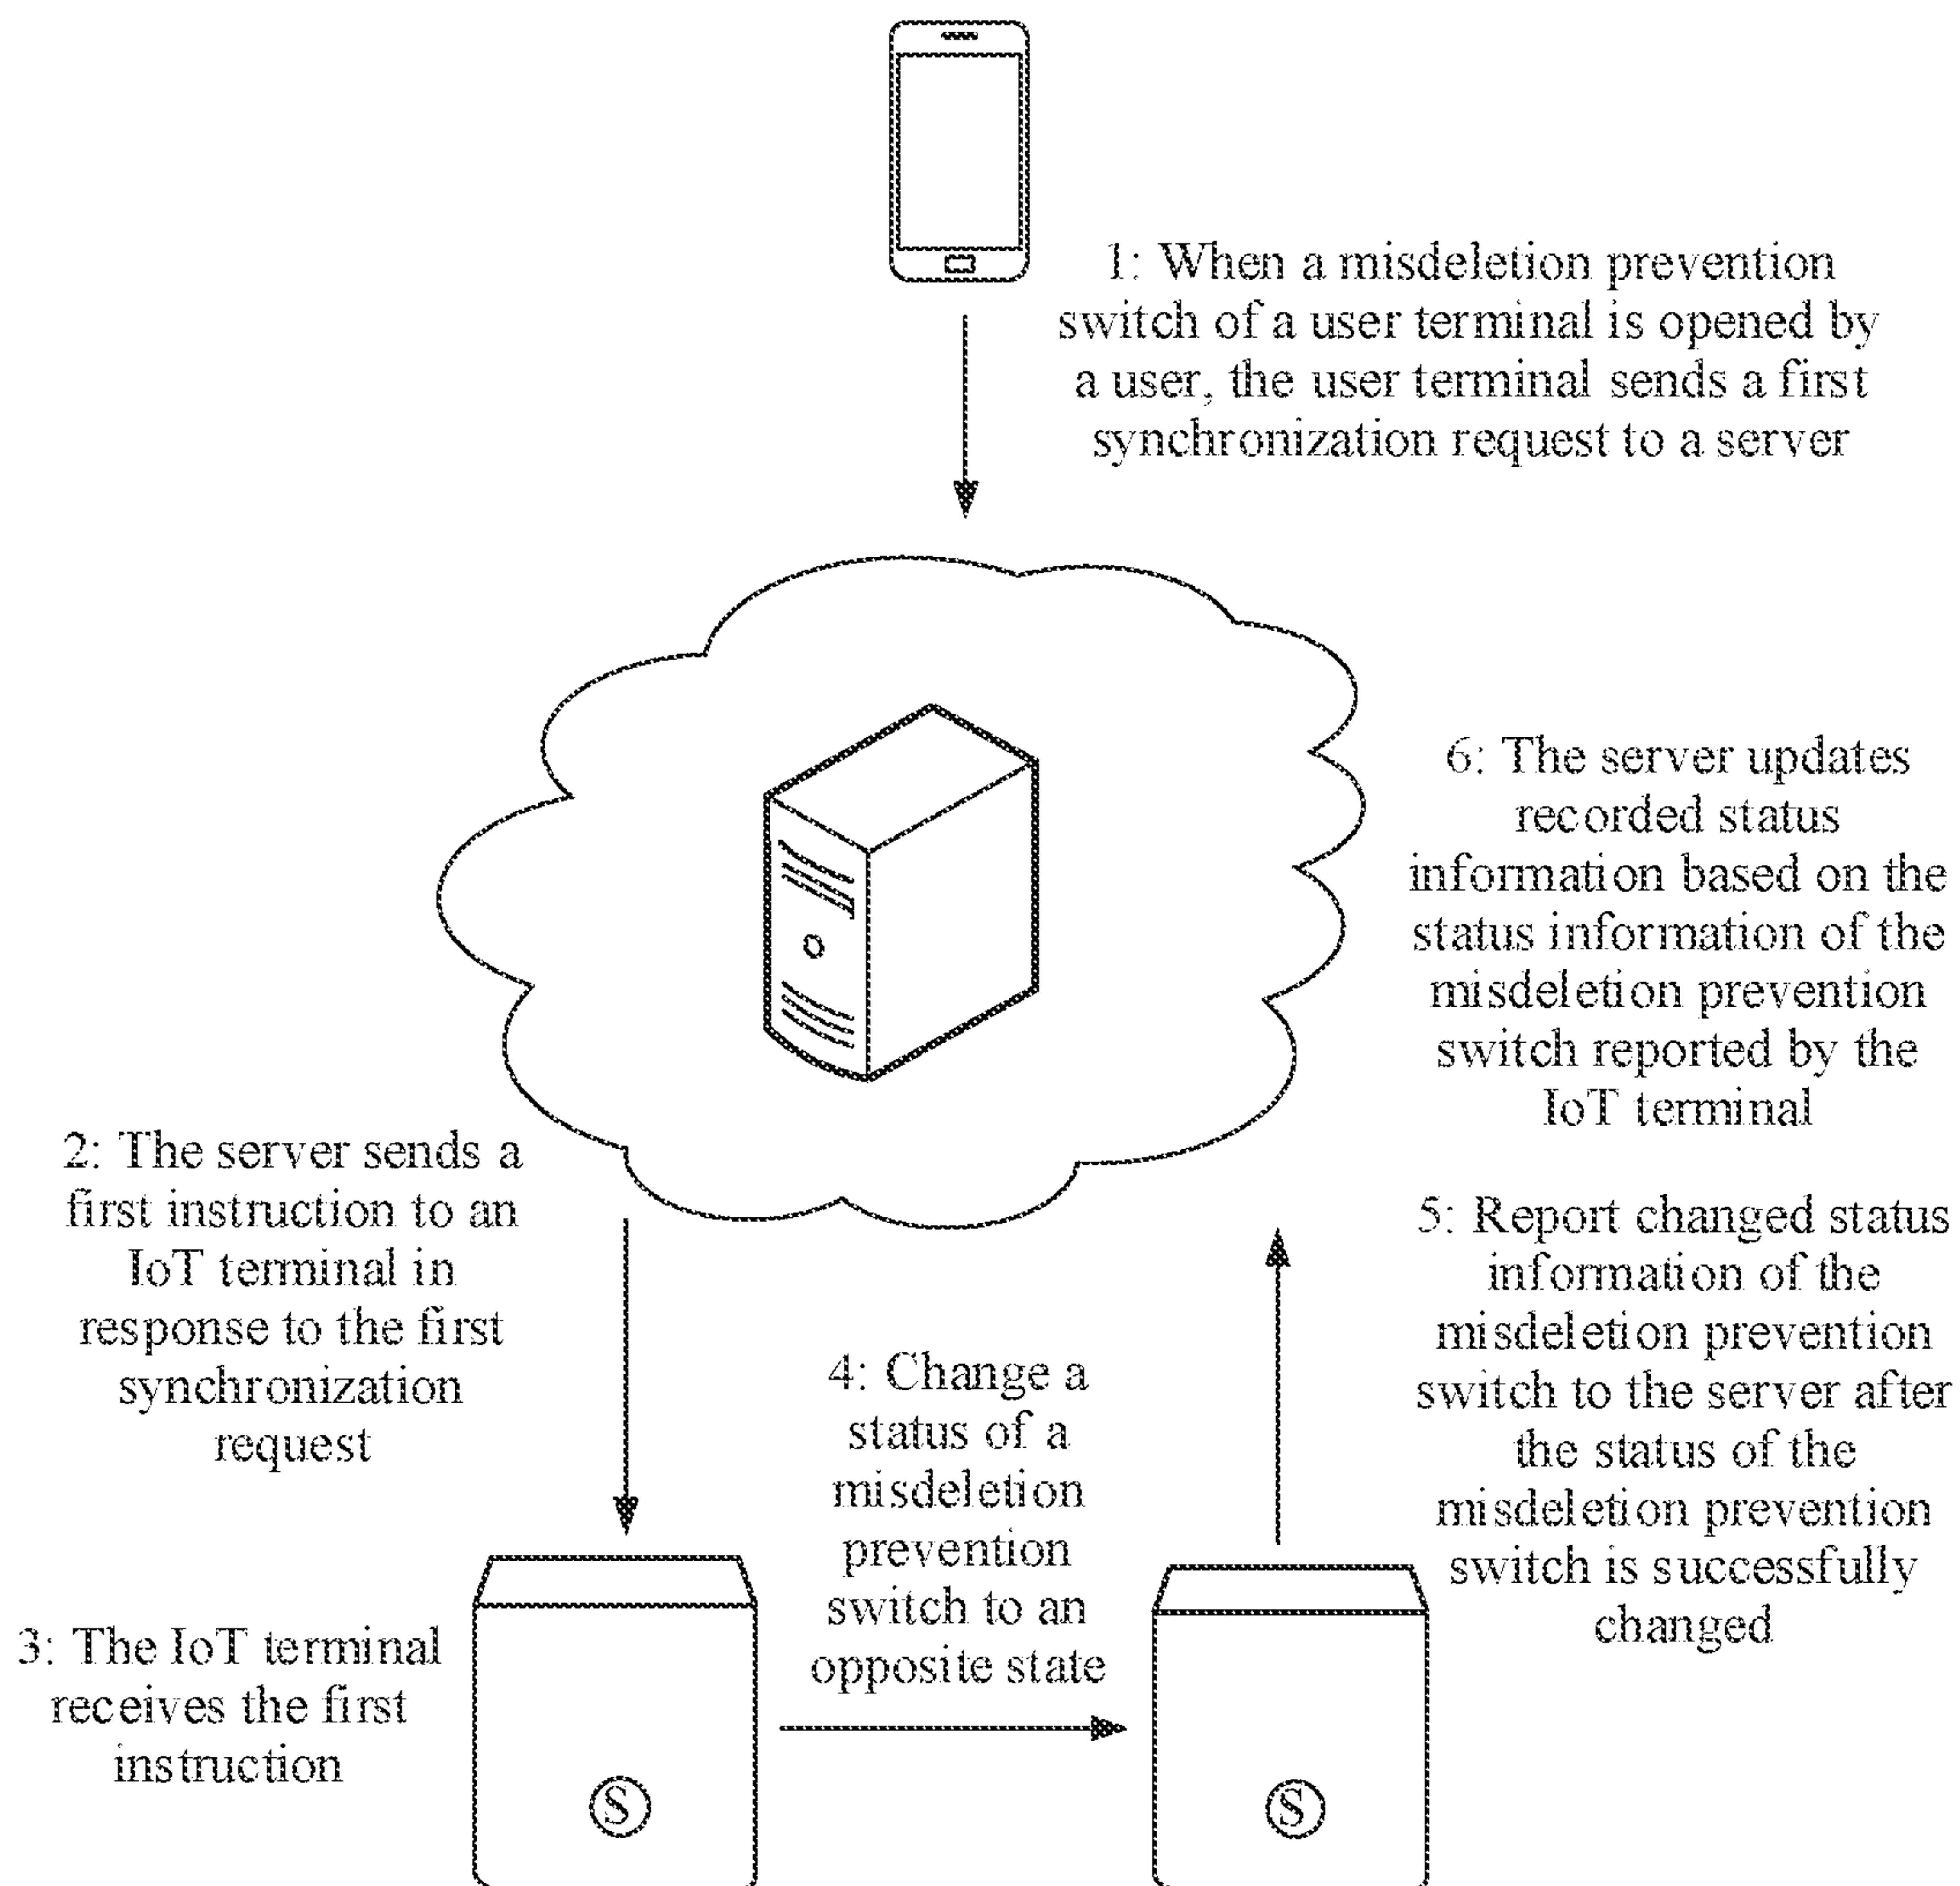 1: When a misdeletion prevention
switch of a user terminal is opened by
a user, the user terminal sends a first
synchronization request to a server
6: The server updates
recorded status
information based on the
status information of the
misdeletion prevention
switch reported by the
IoT terminal
2: The server sends a
first instruction to an
IoT terminal in
response to the first
synchronization
request
5: Report changed status
information of the
misdeletion prevention
switch to the server after
the status of the
misdeletion prevention
switch is successfully
changed
4: Change a
status of a
misdeletion
prevention
switch to an
opposite state
3: The IoT terminal
receives the first
instruction
S
S